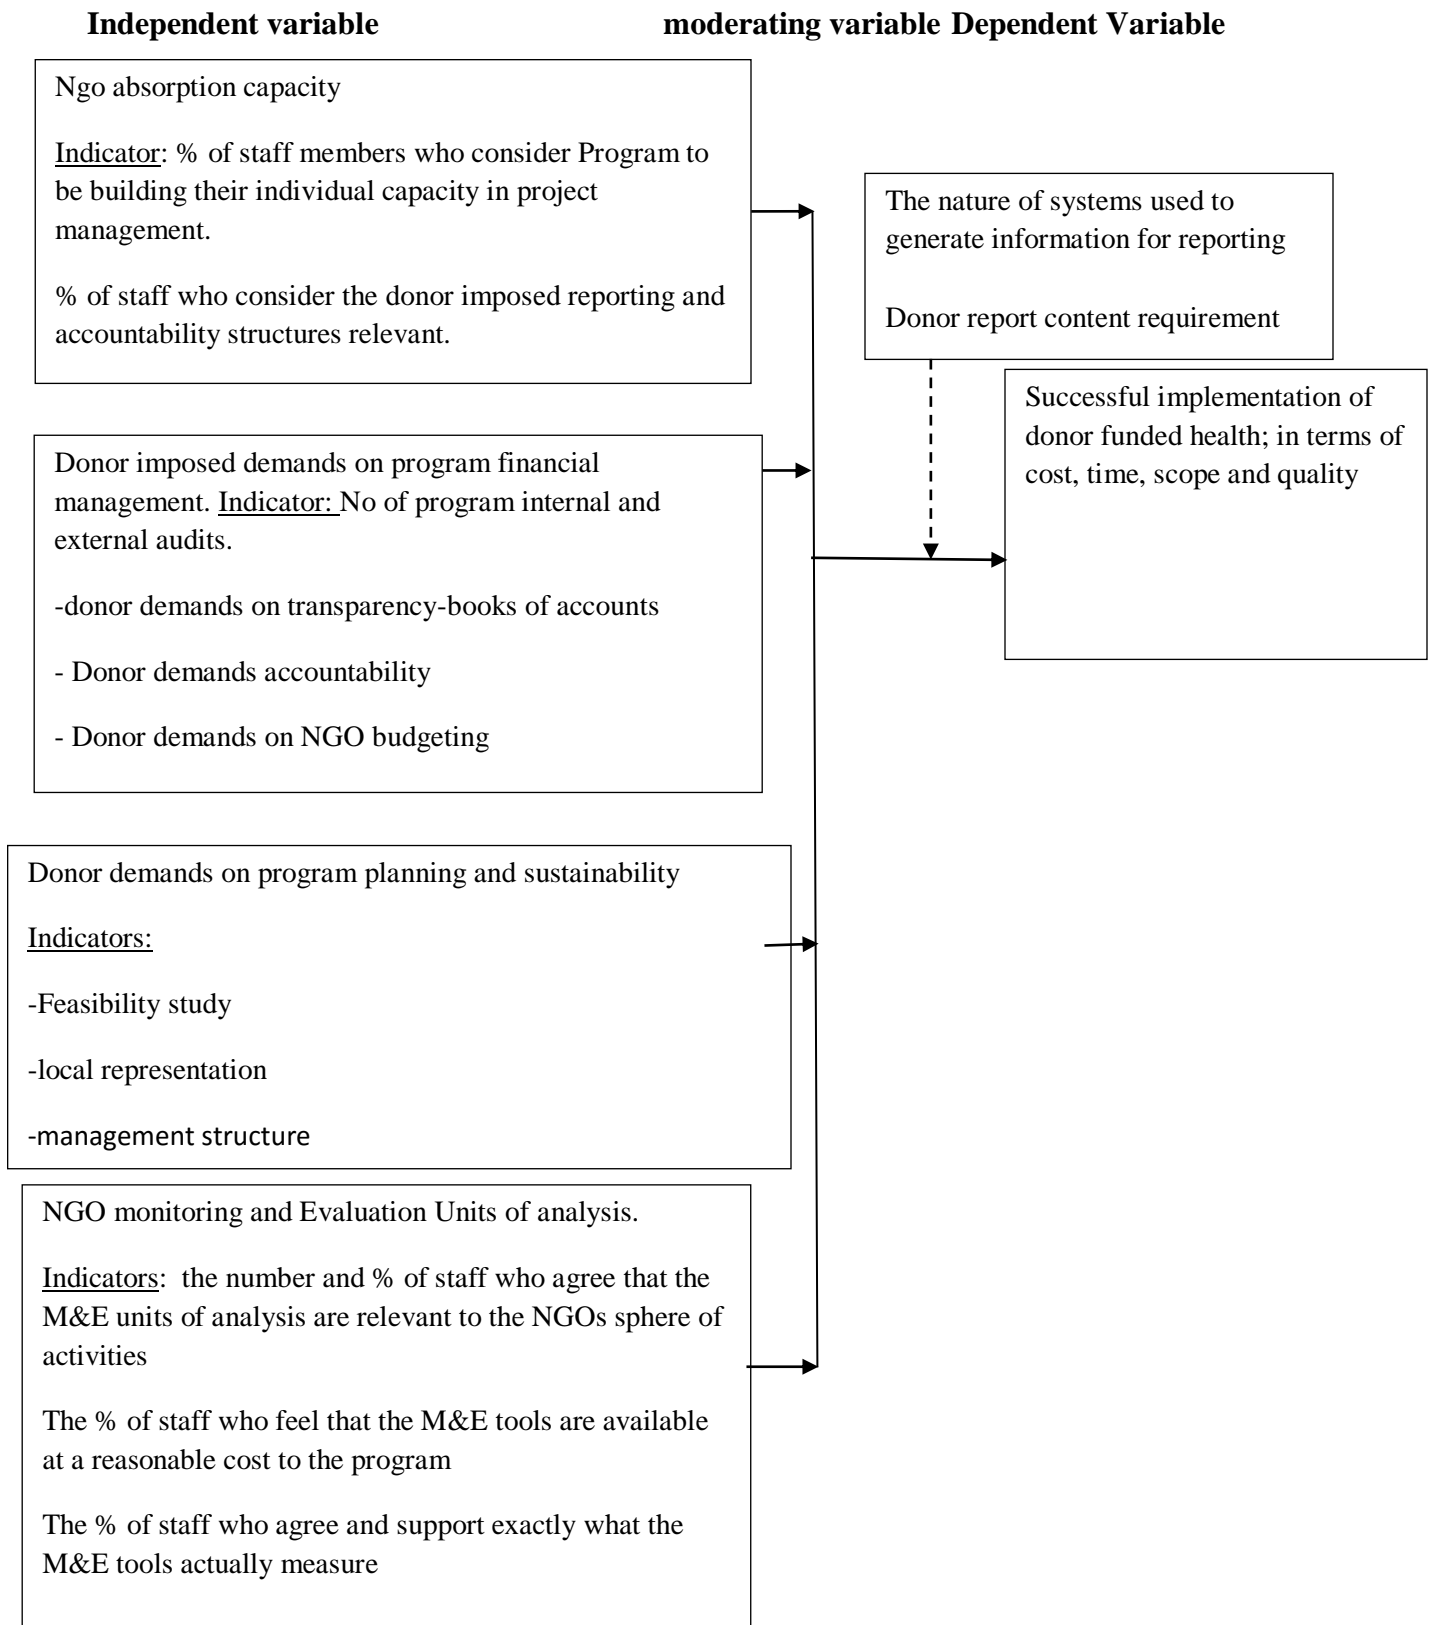 Independent variable
moderating variable Dependent Variable
Ngo absorption capacity
Indicator: % of staff members who consider Program to
be building their individual capacity in project
management.
% of staff who consider the donor imposed reporting and
accountability structures relevant.
The nature of systems used to
generate information for reporting
Donor report content requirement
Successful implementation of
donor funded health; in terms of
cost, time, scope and quality
Donor imposed demands on program financial
management. Indicator: No of program internal and
external audits.
-donor demands on transparency-books of accounts
- Donor demands accountability
- Donor demands on NGO budgeting
Donor demands on program planning and sustainability
Indicators:
-Feasibility study
-local representation
-management structure
NGO monitoring and Evaluation Units of analysis.
Indicators:  the number and % of staff who agree that the
M&E units of analysis are relevant to the NGOs sphere of
activities
The % of staff who feel that the M&E tools are available
at a reasonable cost to the program
The % of staff who agree and support exactly what the
M&E tools actually measure